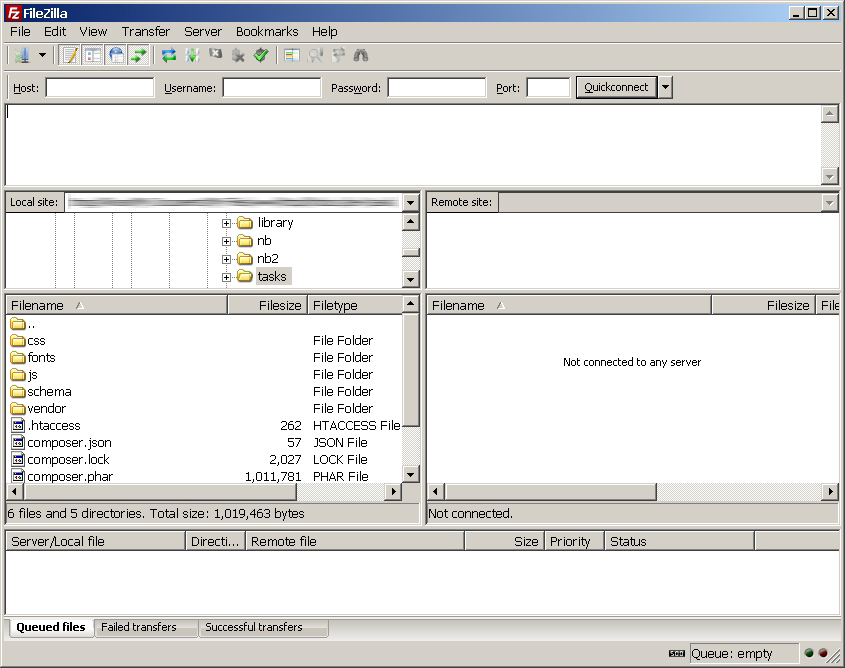 FileZilla
File Edit View Transfer Server Bookmarks Help
Host: Username: Password: Port: Quickconnect
Local site: Remote site:
library
nb
nb2
tasks
Filename Filesize Filetype Filename Filesize File
..
css File Folder
fonts File Folder
js File Folder
schema File Folder
vendor File Folder
.htaccess 262 HTACCESS File
composer.json 57 JSON File
composer.lock 2,027 LOCK File
composer.phar 1,011,781 PHAR File
Not connected to any server
6 files and 5 directories. Total size: 1,019,463 bytes Not connected.
Server/Local file Directi... Remote file Size Priority Status
Queued files Failed transfers Successful transfers
Queue: empty